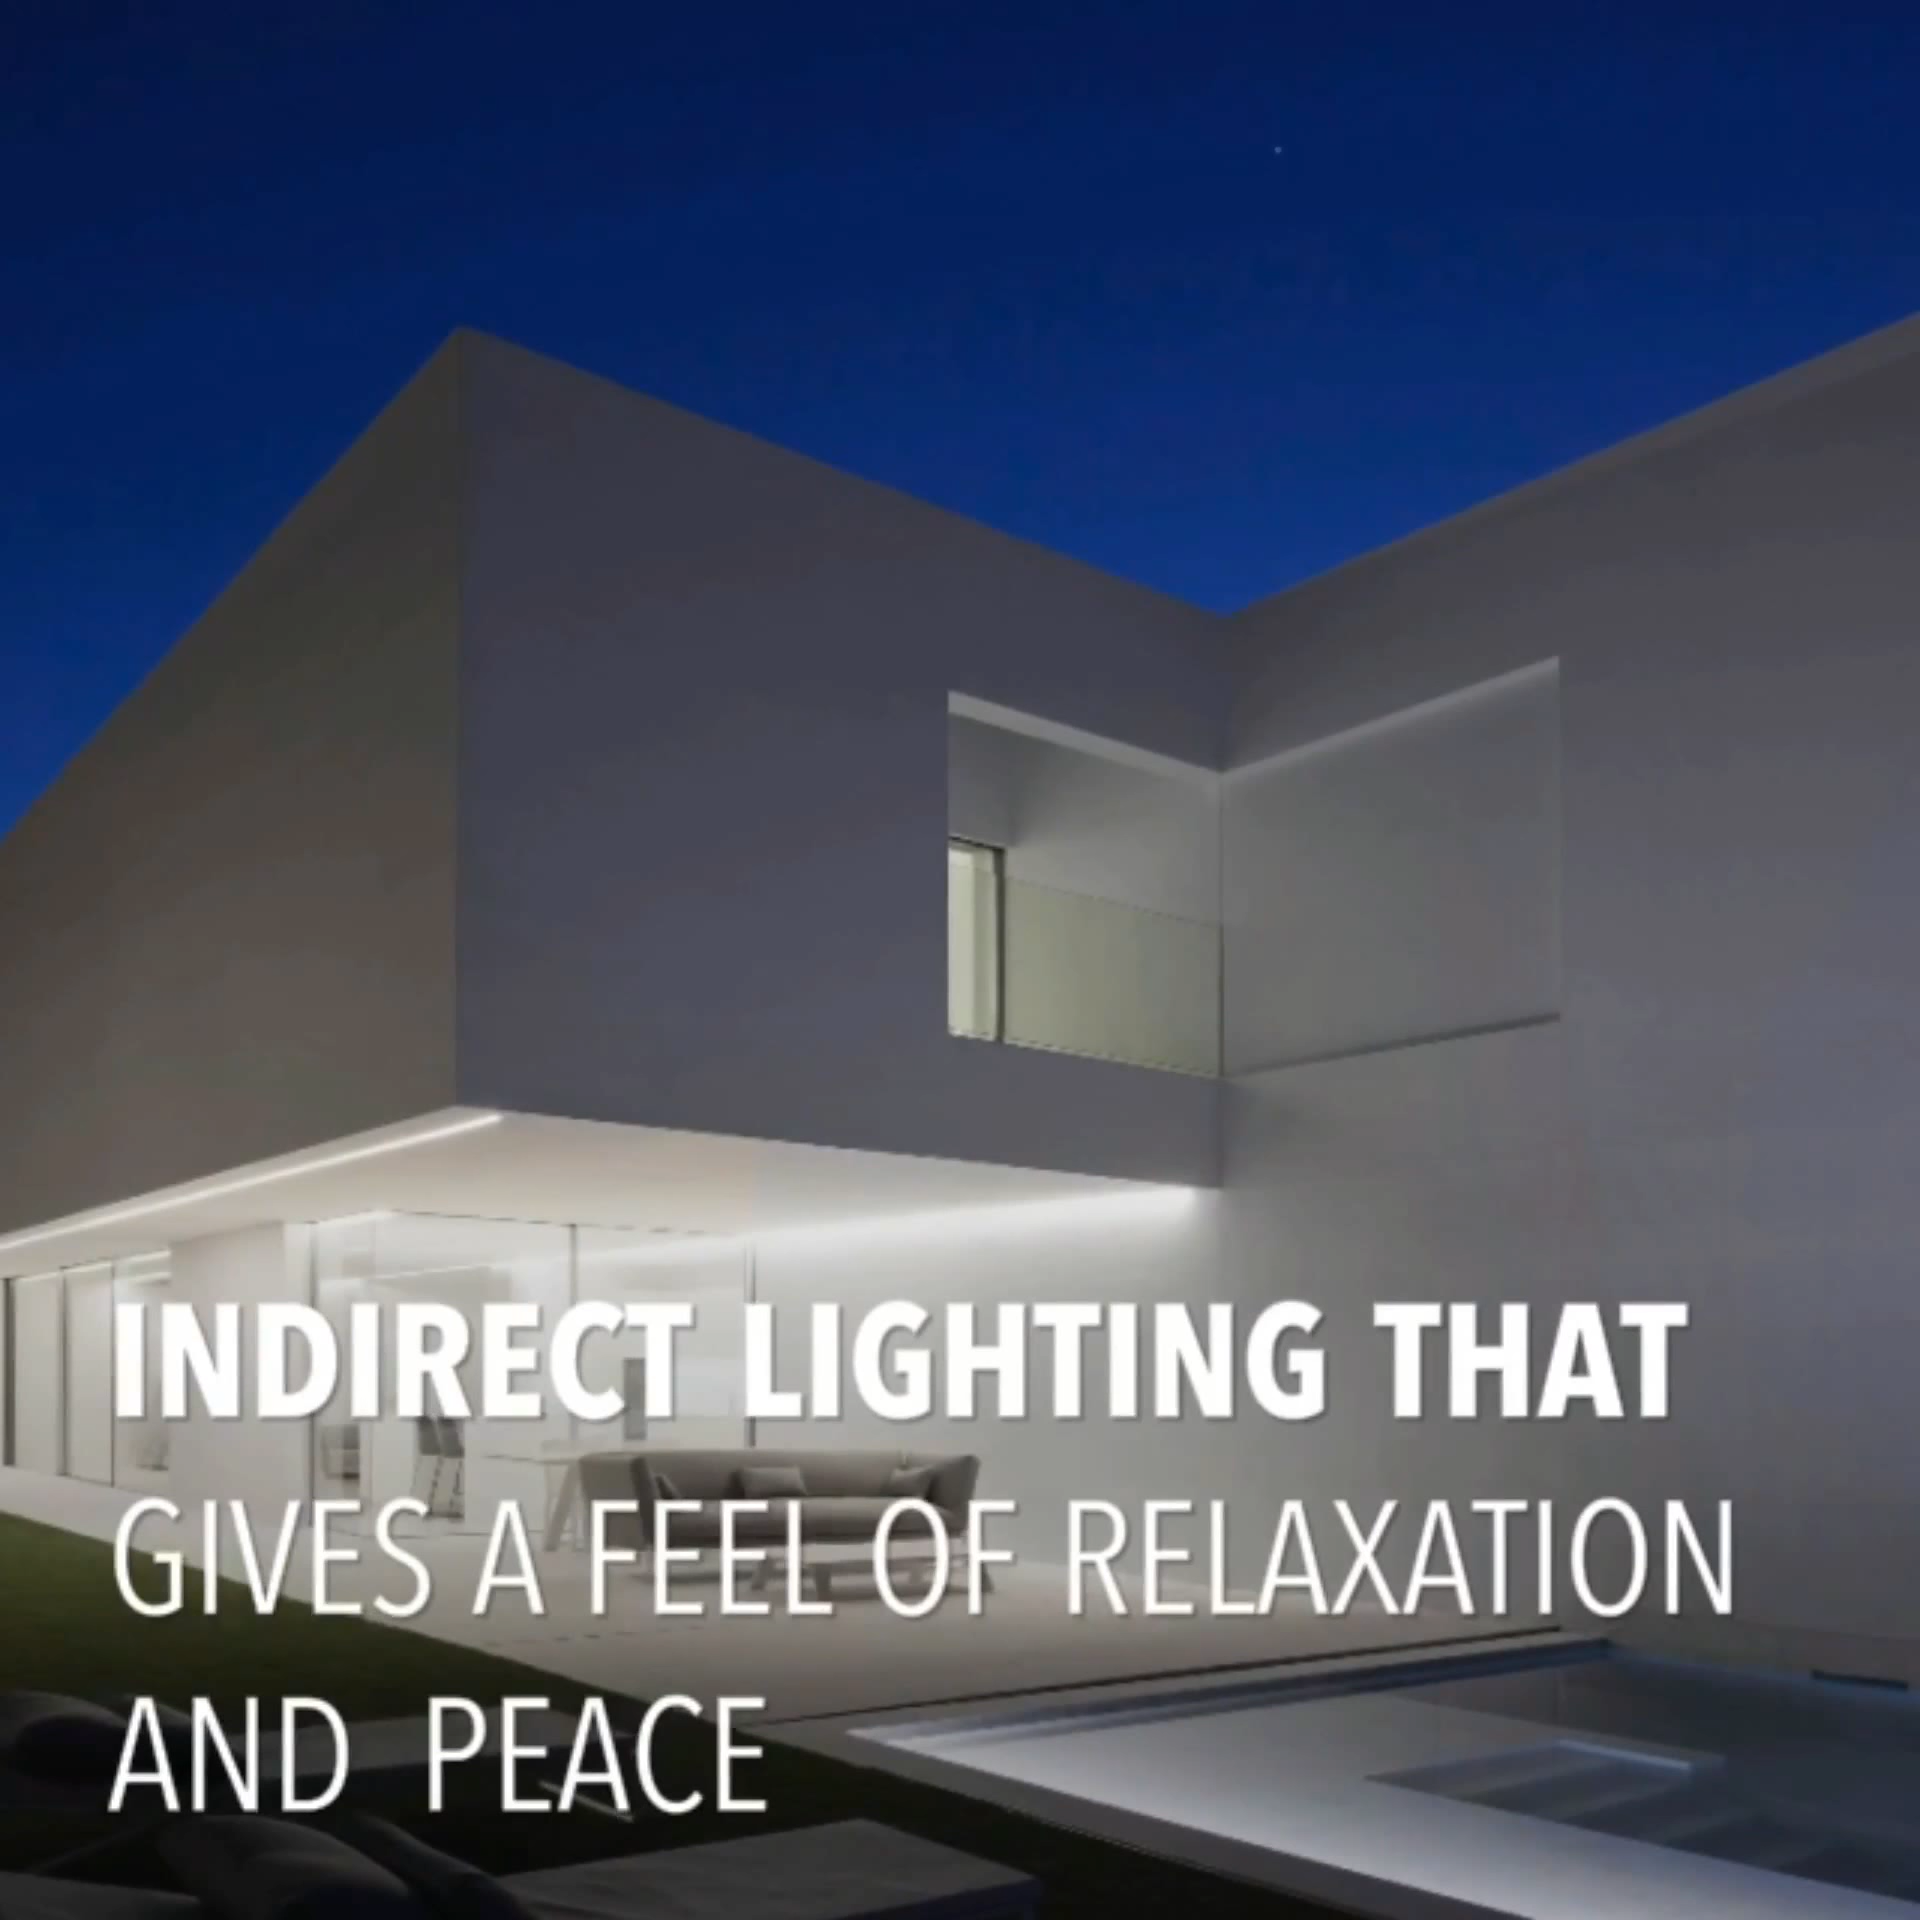 INDIRECT LIGHTING THAT
GIVES A FEEL OF RELAXATION
AND PEACE